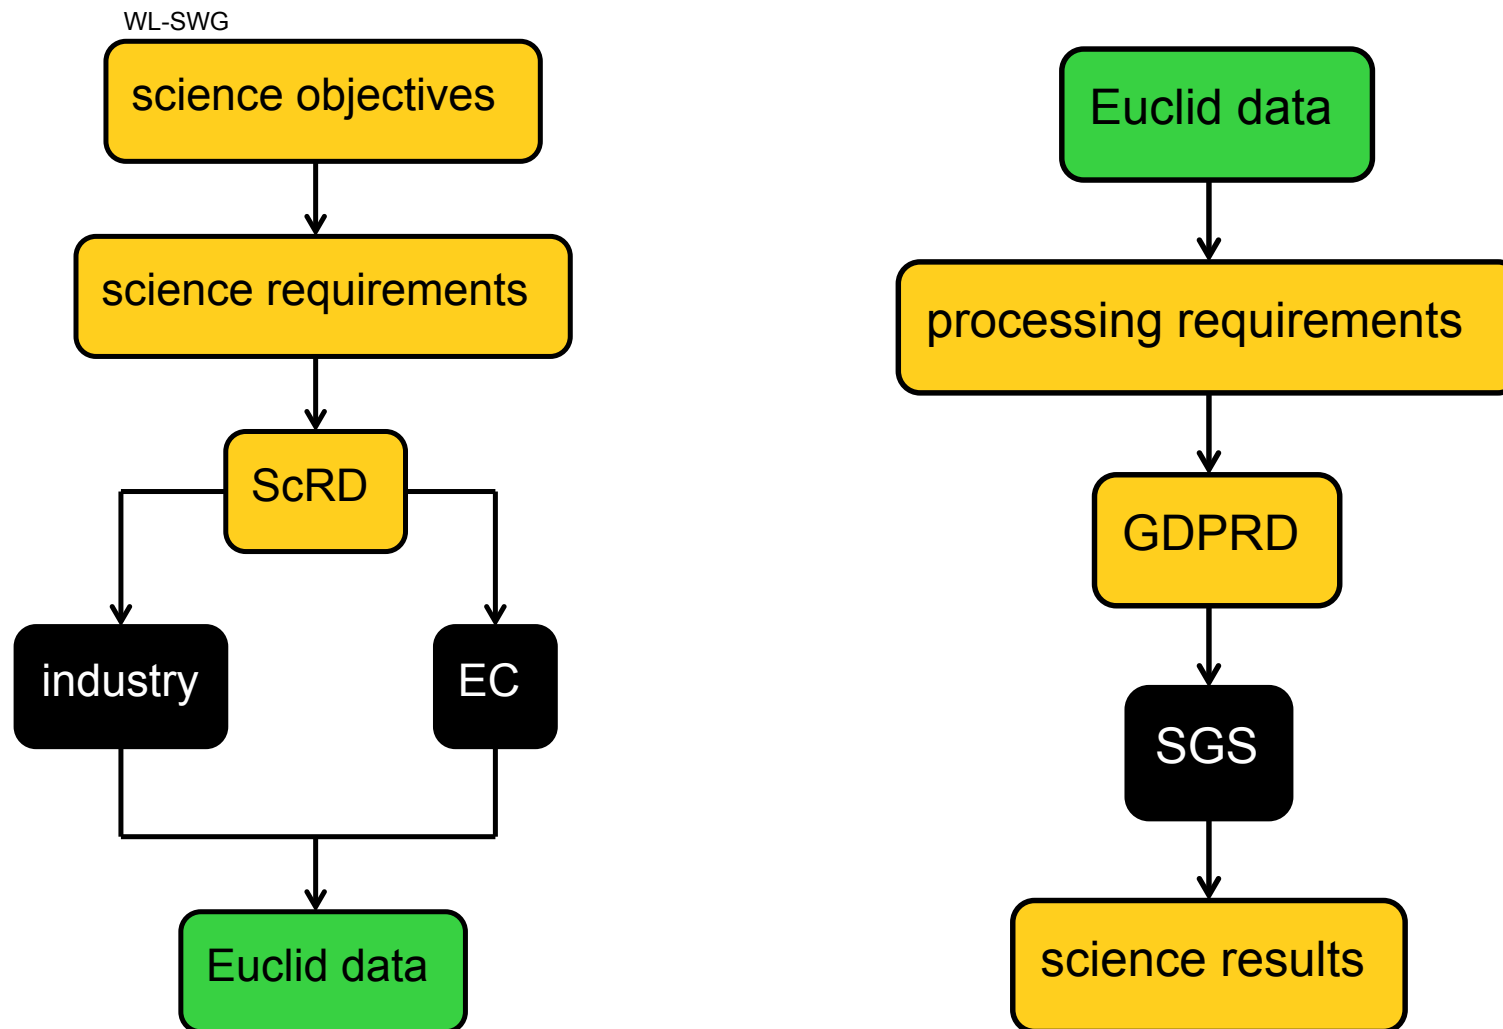 WL-SWG
science objectives
science requirements
ScRD
industry
EC
Euclid data
Euclid data
processing requirements
GDPRD
SGS
science results